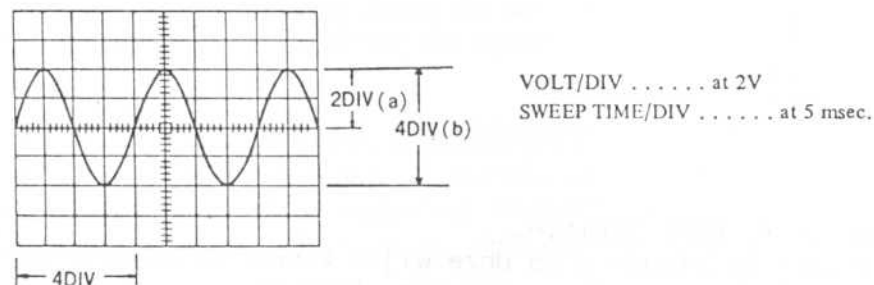 2DIV (a)
4DIV (b)
VOLT/DIV . . . . . . at 2V
SWEEP TIME/DIV . . . . . . at 5 msec.
4DIV